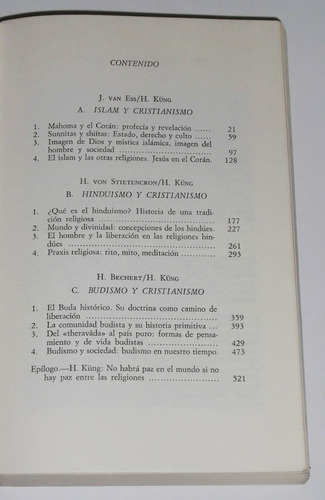 CONTENIDO
J. VAN ESS/H. KÜNG
A. ISLAM Y CRISTIANISMO
1. Mahoma y el Corán: profecía y revelación ...... 21
2. Sunnitas y shiítas: Estado, derecho y culto ...... 59
3. Imagen de Dios y mística islámica, imagen del
hombre y sociedad ...... 97
4. El islam y las otras religiones. Jesús en el Corán. 128
H. VON STIETENCRON/H. KÜNG
B. HINDUISMO Y CRISTIANISMO
1. ¿Qué es el hinduismo? Historia de una tradi-
ción religiosa ...... 177
2. Mundo y divinidad: concepciones de los hindúes. 227
3. El hombre y la liberación en las religiones hin-
dúes ...... 261
4. Praxis religiosa: rito, mito, meditación ...... 293
H. BECHERT/H. KÜNG
C. BUDISMO Y CRISTIANISMO
1. El Buda histórico. Su doctrina como camino de
liberación ...... 359
2. La comunidad budista y su historia primitiva ... 393
3. Del «theraváda» al país puro: formas de pensa-
miento y de vida budistas ...... 429
4. Budismo y sociedad: budismo en nuestro tiempo. 473
Epílogo.—H. Küng: No habrá paz en el mundo si no
hay paz entre las religiones ...... 521